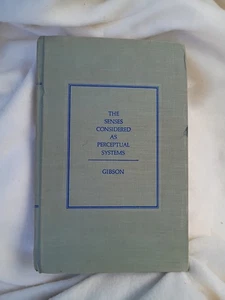 THE
SENSES
CONSIDERED
AS
PERCEPTUAL
SYSTEMS
GIBSON